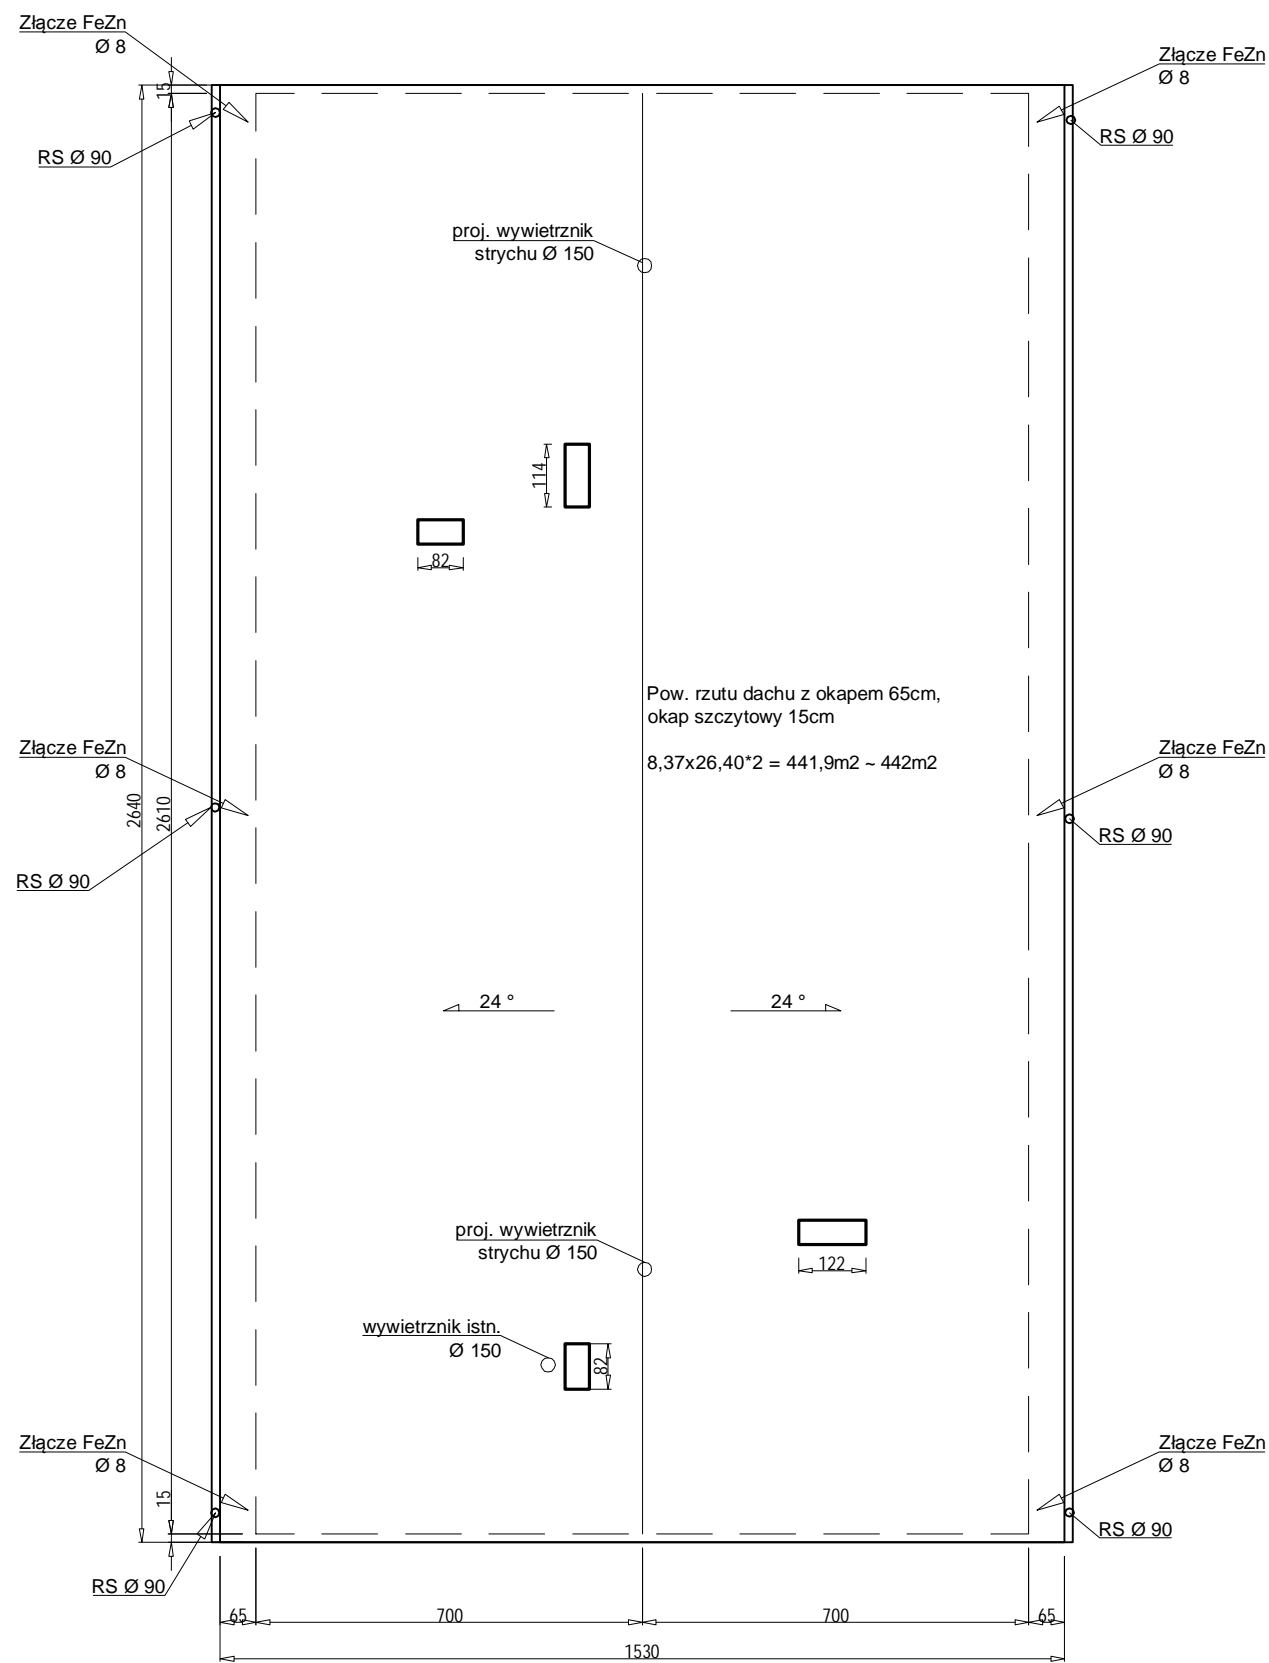 Złącze FeZn
Ø 8
Złącze FeZn
Ø 8
15
RS Ø 90
RS Ø 90
proj. wywietrznik
strychu Ø 150
114
82
Pow. rzutu dachu z okapem 65cm,
okap szczytowy 15cm
8,37x26,40*2 = 441,9m2 ~ 442m2
Złącze FeZn
Ø 8
Złącze FeZn
Ø 8
2640
2610
RS Ø 90
RS Ø 90
24 °
24 °
proj. wywietrznik
strychu Ø 150
122
wywietrznik istn.
Ø 150
82
Złącze FeZn
Ø 8
Złącze FeZn
Ø 8
15
RS Ø 90
RS Ø 90
65
700
700
65
1530